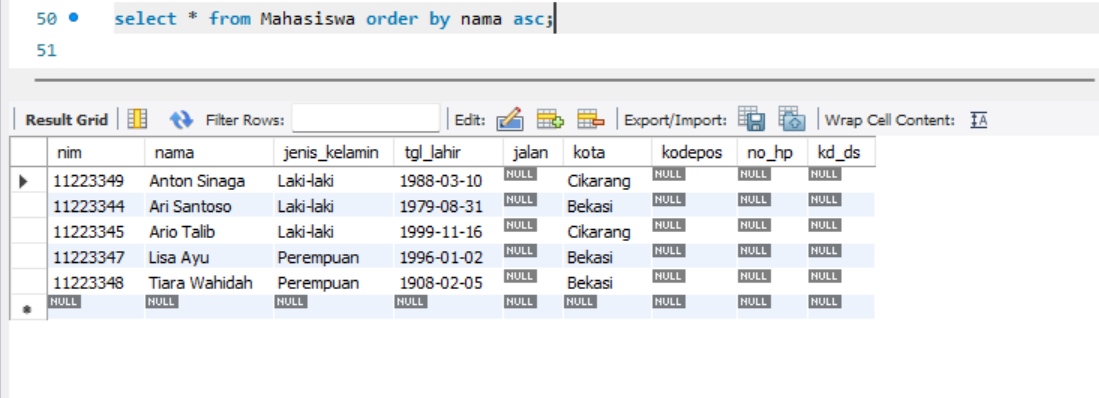 50 select * from Mahasiswa order by nama asc;
51
Result Grid Filter Rows: Edit: Export/Import: Wrap Cell Content: IA
nim nama jenis_kelamin tgl_lahir jalan kota kodepos no_hp kd_ds
11223349 Anton Sinaga Laki-laki 1988-03-10 NULL Cikarang NULL NULL NULL
11223344 Ari Santoso Laki-laki 1979-08-31 NULL Bekasi NULL NULL NULL
11223345 Ario Talib Laki-laki 1999-11-16 NULL Cikarang NULL NULL NULL
11223347 Lisa Ayu Perempuan 1996-01-02 NULL Bekasi NULL NULL NULL
11223348 Tiara Wahidah Perempuan 1908-02-05 NULL Bekasi NULL NULL NULL
NULL NULL NULL NULL NULL NULL NULL NULL NULL